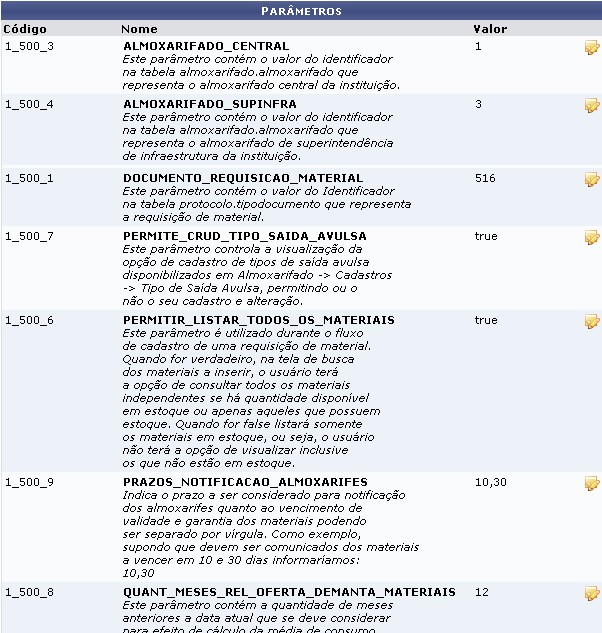 PARÂMETROS
Código Nome Valor
1_500_3 ALMOXARIFADO_CENTRAL 1
Este parâmetro contém o valor do identificador
na tabela almoxarifado.almoxarifado que
representa o almoxarifado central da instituição.
1_500_4 ALMOXARIFADO_SUPINFRA 3
Este parâmetro contém o valor do identificador
na tabela almoxarifado.almoxarifado que
representa o almoxarifado de superintendência
de infraestrutura da instituição.
1_500_1 DOCUMENTO_REQUISICAO_MATERIAL 516
Este parâmetro contém o valor do Identificador
na tabela protocolo.tipodocumento que representa
a requisição de material.
1_500_7 PERMITE_CRUD_TIPO_SAIDA_AVULSA true
Este parâmetro controla a visualização da
opção de cadastro de tipos de saída avulsa
disponibilizados em Almoxarifado -> Cadastros
-> Tipo de Saída Avulsa, permitindo ou o
não o seu cadastro e alteração.
1_500_6 PERMITIR_LISTAR_TODOS_OS_MATERIAIS true
Este parâmetro é utilizado durante o fluxo
de cadastro de uma requisição de material.
Quando for verdadeiro, na tela de busca
dos materiais a inserir, o usuário terá
a opção de consultar todos os materiais
independentes se há quantidade disponível
em estoque ou apenas aqueles que possuem
estoque. Quando for false listará somente
os materiais em estoque, ou seja, o usuário
não terá a opção de visualizar inclusive
os que não estão em estoque.
1_500_9 PRAZOS_NOTIFICACAO_ALMOXARIFES 10,30
Indica o prazo a ser considerado para notificação
dos almoxarifes quanto ao vencimento de
validade e garantia dos materiais podendo
ser separado por vírgula. Como exemplo,
supondo que devem ser comunicados dos materiais
a vencer em 10 e 30 dias informaríamos:
10,30
1_500_8 QUANT_MESES_REL_OFERTA_DEMANTA_MATERIAIS 12
Este parâmetro contém a quantidade de meses
anteriores a data atual que se deve considerar
para efeito de cálculo da média de consumo